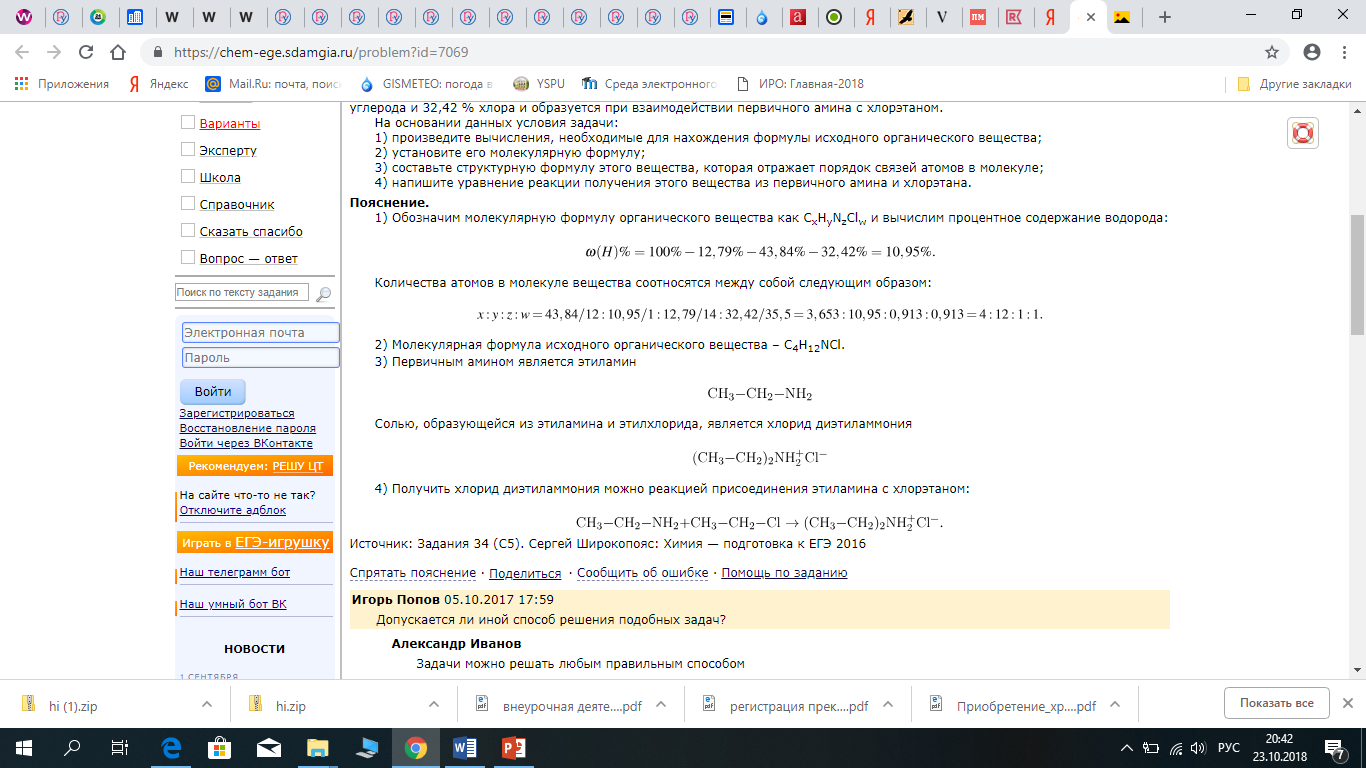 https://chem-ege.sdamgia.ru/problem?id=7069
Приложения
Яндекс
Mail.Ru: почта, поис
GISMETEO: погода в
YSPU
Среда электронного
ИРО: Главная-2018
Другие закладки
углерода и 32,42 % хлора и образуется при взаимодействии первичного амина с хлорэтаном.
На основании данных условия задачи:
1) произведите вычисления, необходимые для нахождения формулы исходного органического вещества;
2) установите его молекулярную формулу;
3) составьте структурную формулу этого вещества, которая отражает порядок связей атомов в молекуле;
4) напишите уравнение реакции получения этого вещества из первичного амина и хлорэтана.
Пояснение.
1) Обозначим молекулярную формулу органического вещества как CxHyNzClw и вычислим процентное содержание водорода:
ω(H)% = 100% − 12,79% − 43,84% − 32,42% = 10,95%.
Количества атомов в молекуле вещества соотносятся между собой следующим образом:
x : y : z : w = 43,84/12 : 10,95/1 : 12,79/14 : 32,42/35,5 = 3,653 : 10,95 : 0,913 : 0,913 = 4 : 12 : 1 : 1.
2) Молекулярная формула исходного органического вещества – C4H12NCl.
3) Первичным амином является этиламин
CH3−CH2−NH2
Солью, образующейся из этиламина и этилхлорида, является хлорид диэтиламмония
(CH3−CH2)2NH2+Cl−
4) Получить хлорид диэтиламмония можно реакцией присоединения этиламина с хлорэтаном:
CH3−CH2−NH2+CH3−CH2−Cl → (CH3−CH2)2NH2+Cl−.
Источник: Задания 34 (С5). Сергей Широкопояс: Химия — подготовка к ЕГЭ 2016
Спрятать пояснение · Поделиться · Сообщить об ошибке · Помощь по заданию
Игорь Попов 05.10.2017 17:59
Допускается ли иной способ решения подобных задач?
Александр Иванов
Задачи можно решать любым правильным способом
Варианты
Эксперту
Школа
Справочник
Сказать спасибо
Вопрос — ответ
Поиск по тексту задания
Электронная почта
Пароль
Войти
Зарегистрироваться
Восстановление пароля
Войти через ВКонтакте
Рекомендуем: РЕШУ ЦТ
На сайте что-то не так?
Отключите адблок
Играть в ЕГЭ-игрушку
Наш телеграмм бот
Наш умный бот ВК
НОВОСТИ
1 СЕНТЯБРЯ
hi (1).zip
hi.zip
внеурочная деяте....pdf
регистрация прек....pdf
Приобретение_хр....pdf
Показать все
РУС
20:42
23.10.2018
7